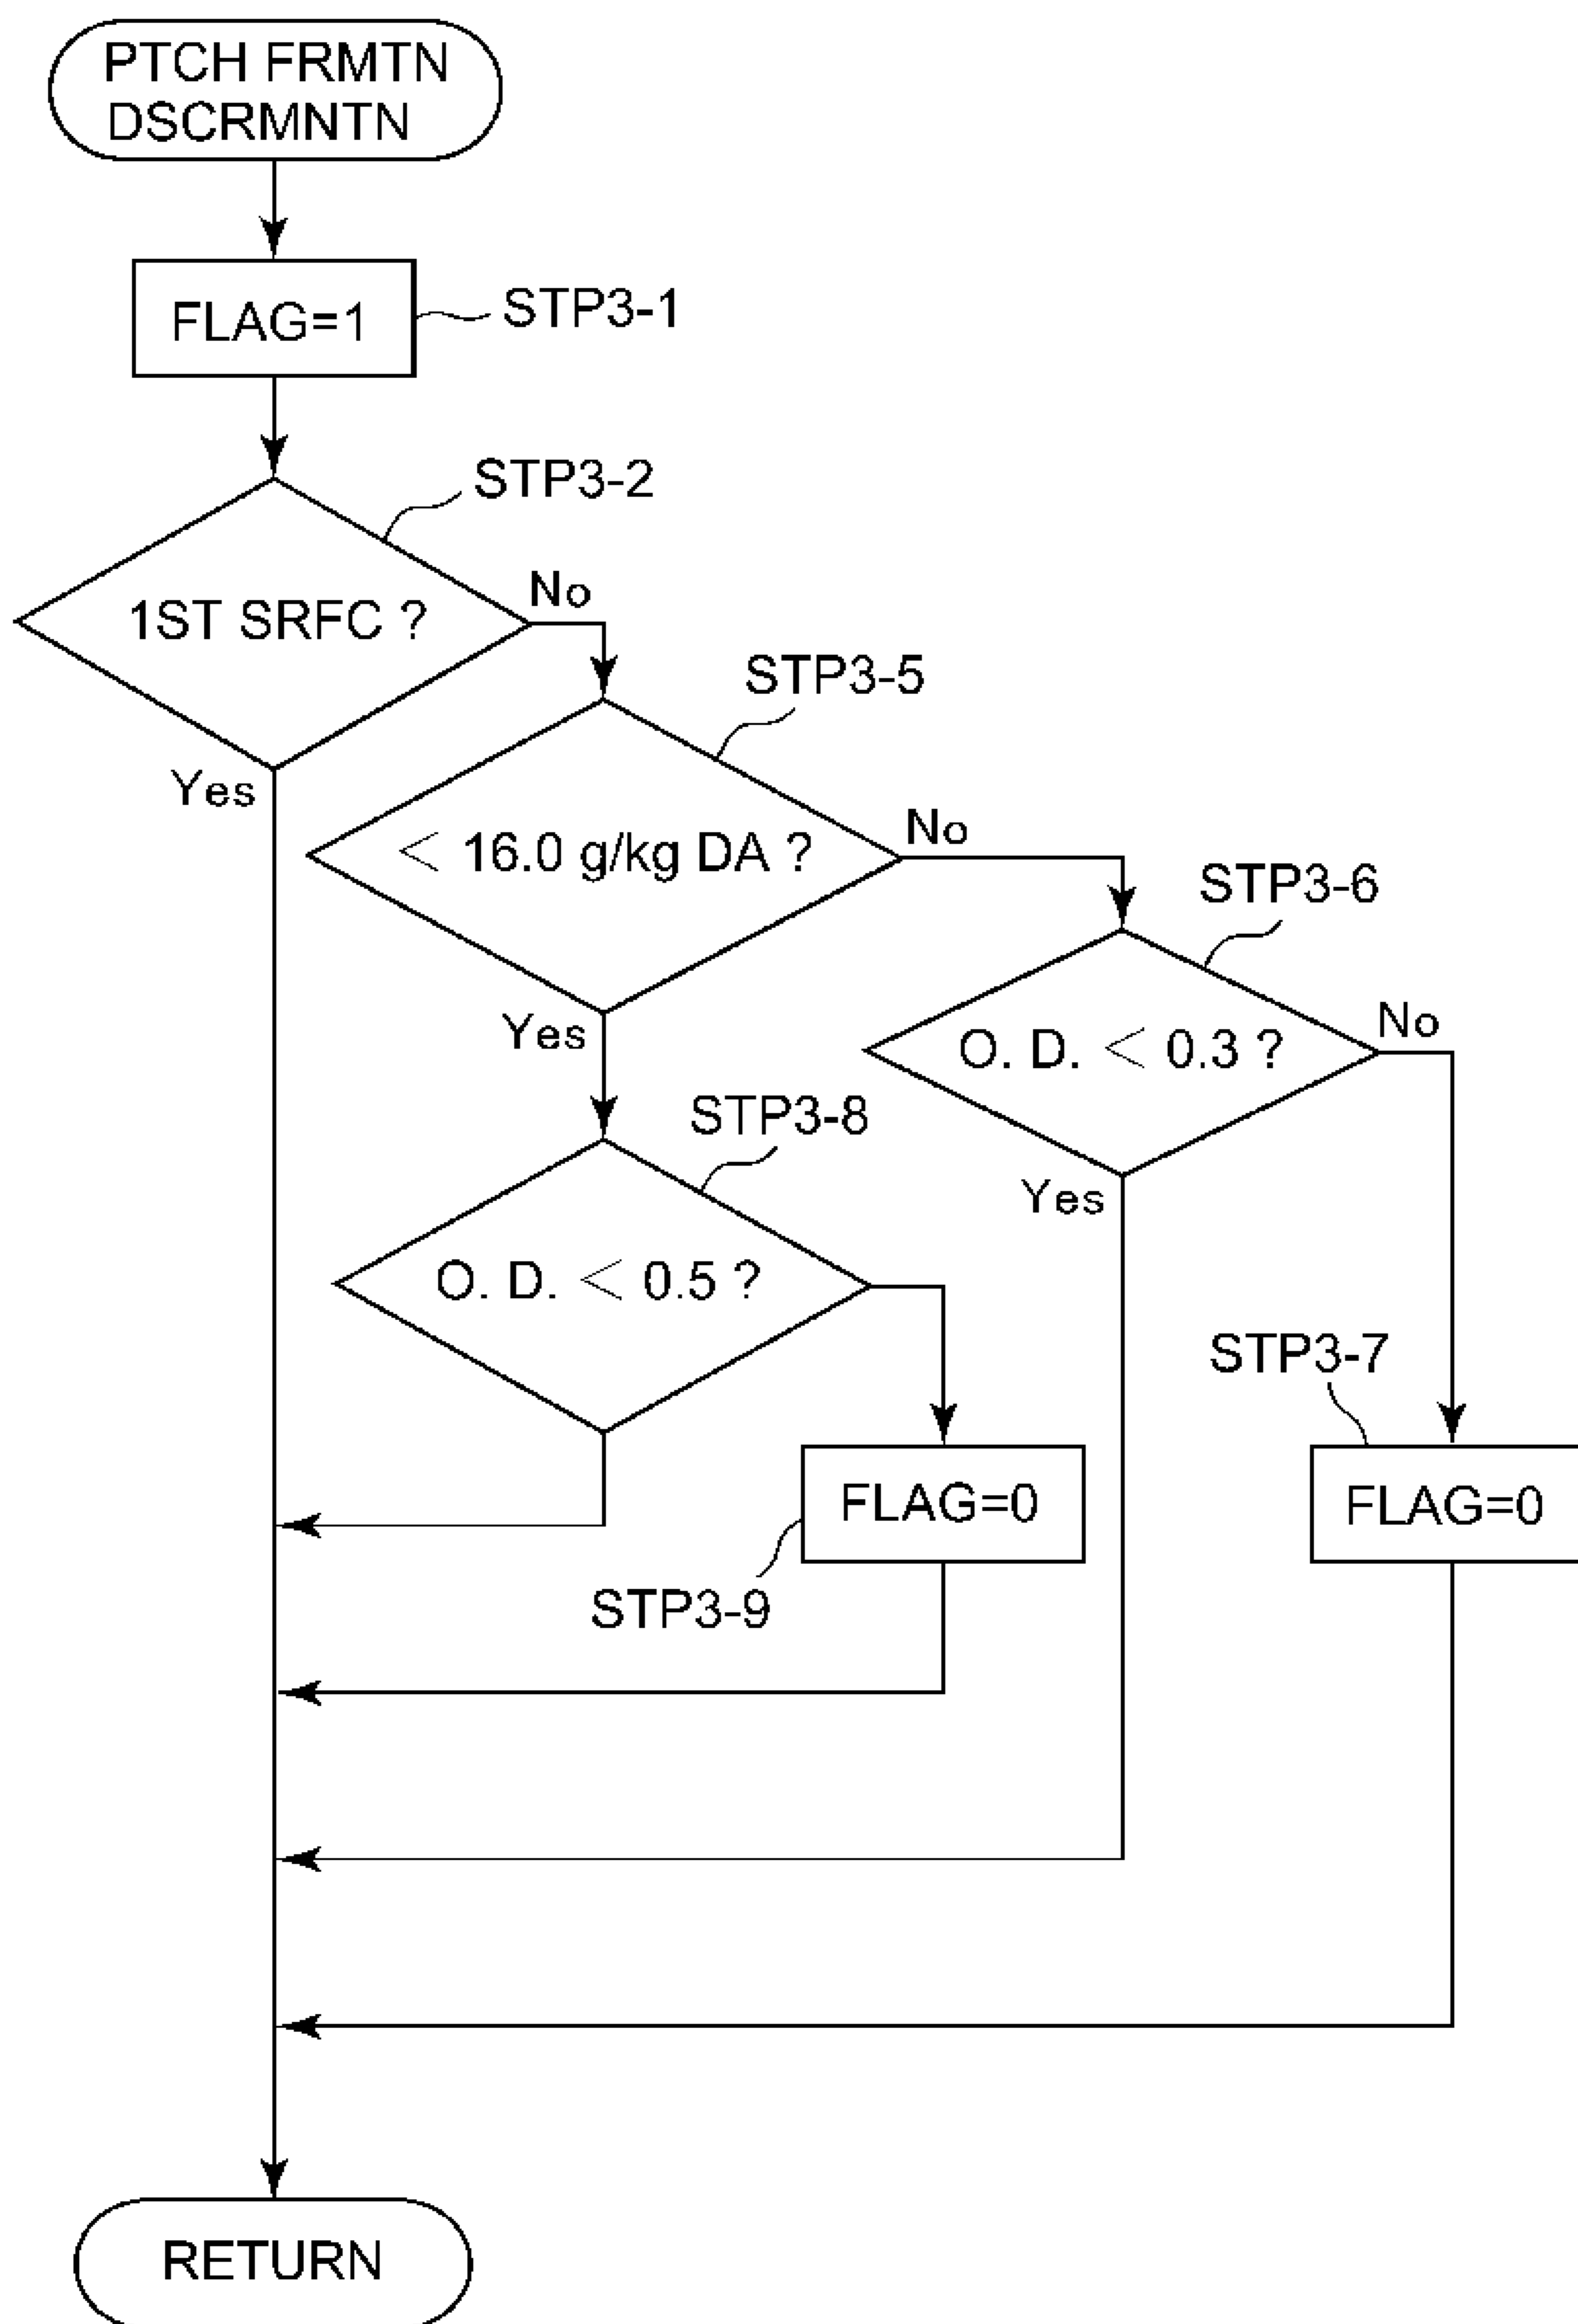 PTCH FRMTN
DSCRMNTN
FLAG=1
STP3-1
STP3-2
1ST SRFC ?
No
Yes
STP3-5
< 16.0 g/kg DA ?
No
Yes
STP3-6
O. D. < 0.3 ?
No
Yes
STP3-8
O. D. < 0.5 ?
STP3-7
FLAG=0
FLAG=0
STP3-9
RETURN